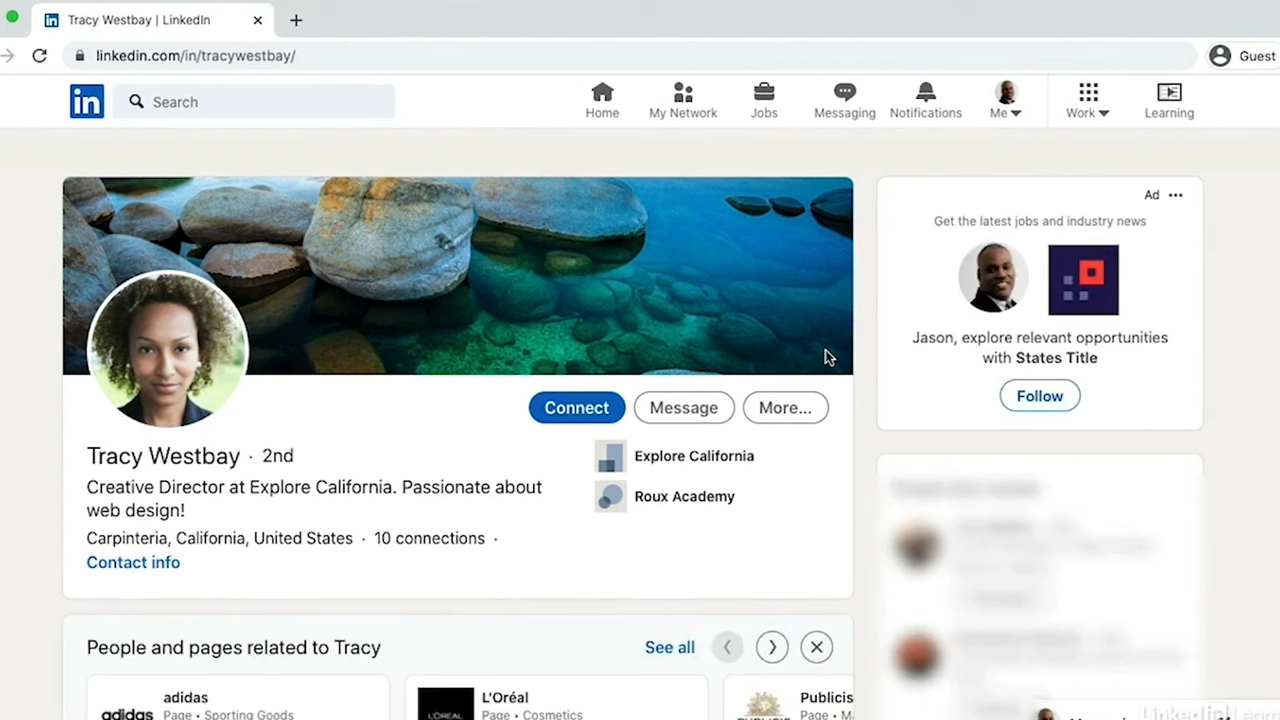 Tracy Westbay | LinkedIn
linkedin.com/in/tracywestbay/
Guest
in
Search
Home
My Network
Jobs
Messaging
Notifications
Me
Work
Learning
Ad
Get the latest jobs and industry news
Jason, explore relevant opportunities
with States Title
Follow
Connect
Message
More...
Tracy Westbay · 2nd
Creative Director at Explore California. Passionate about
web design!
Carpinteria, California, United States · 10 connections ·
Contact info
Explore California
Roux Academy
People and pages related to Tracy
See all
adidas
adidas
Page • Sporting Goods
L'ORÉAL
L'Oréal
Page • Cosmetics
Publicis
Page •